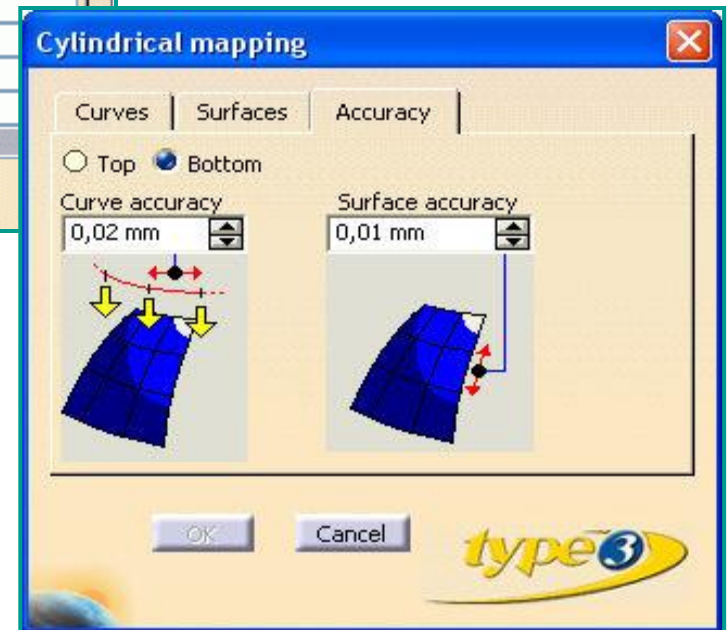 Cylindrical mapping
Curves Surfaces Accuracy
Top Bottom
Curve accuracy Surface accuracy
0,02 mm 0,01 mm
OK Cancel
type3